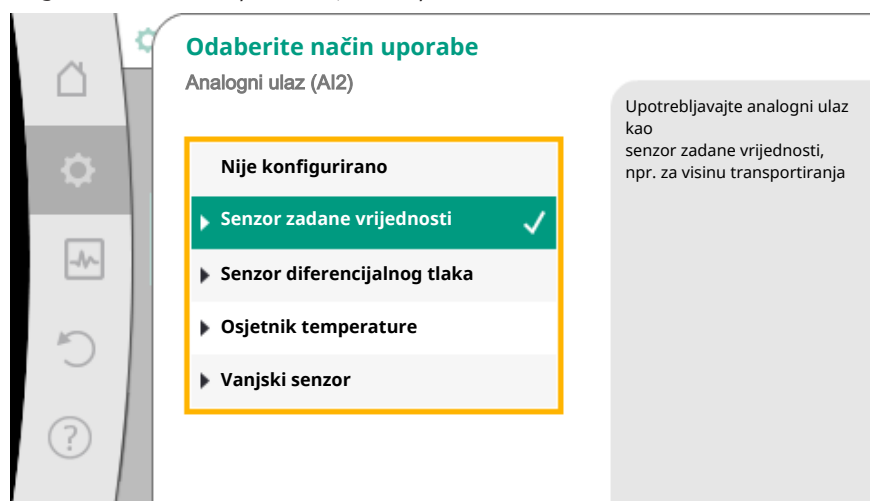 Odaberite način uporabe
Analogni ulaz (AI2)
Nije konfigurirano
Senzor zadane vrijednosti
Senzor diferencijalnog tlaka
Osjetnik temperature
Vanjski senzor
Upotrebljavajte analogni ulaz
kao
senzor zadane vrijednosti,
npr. za visinu transportiranja